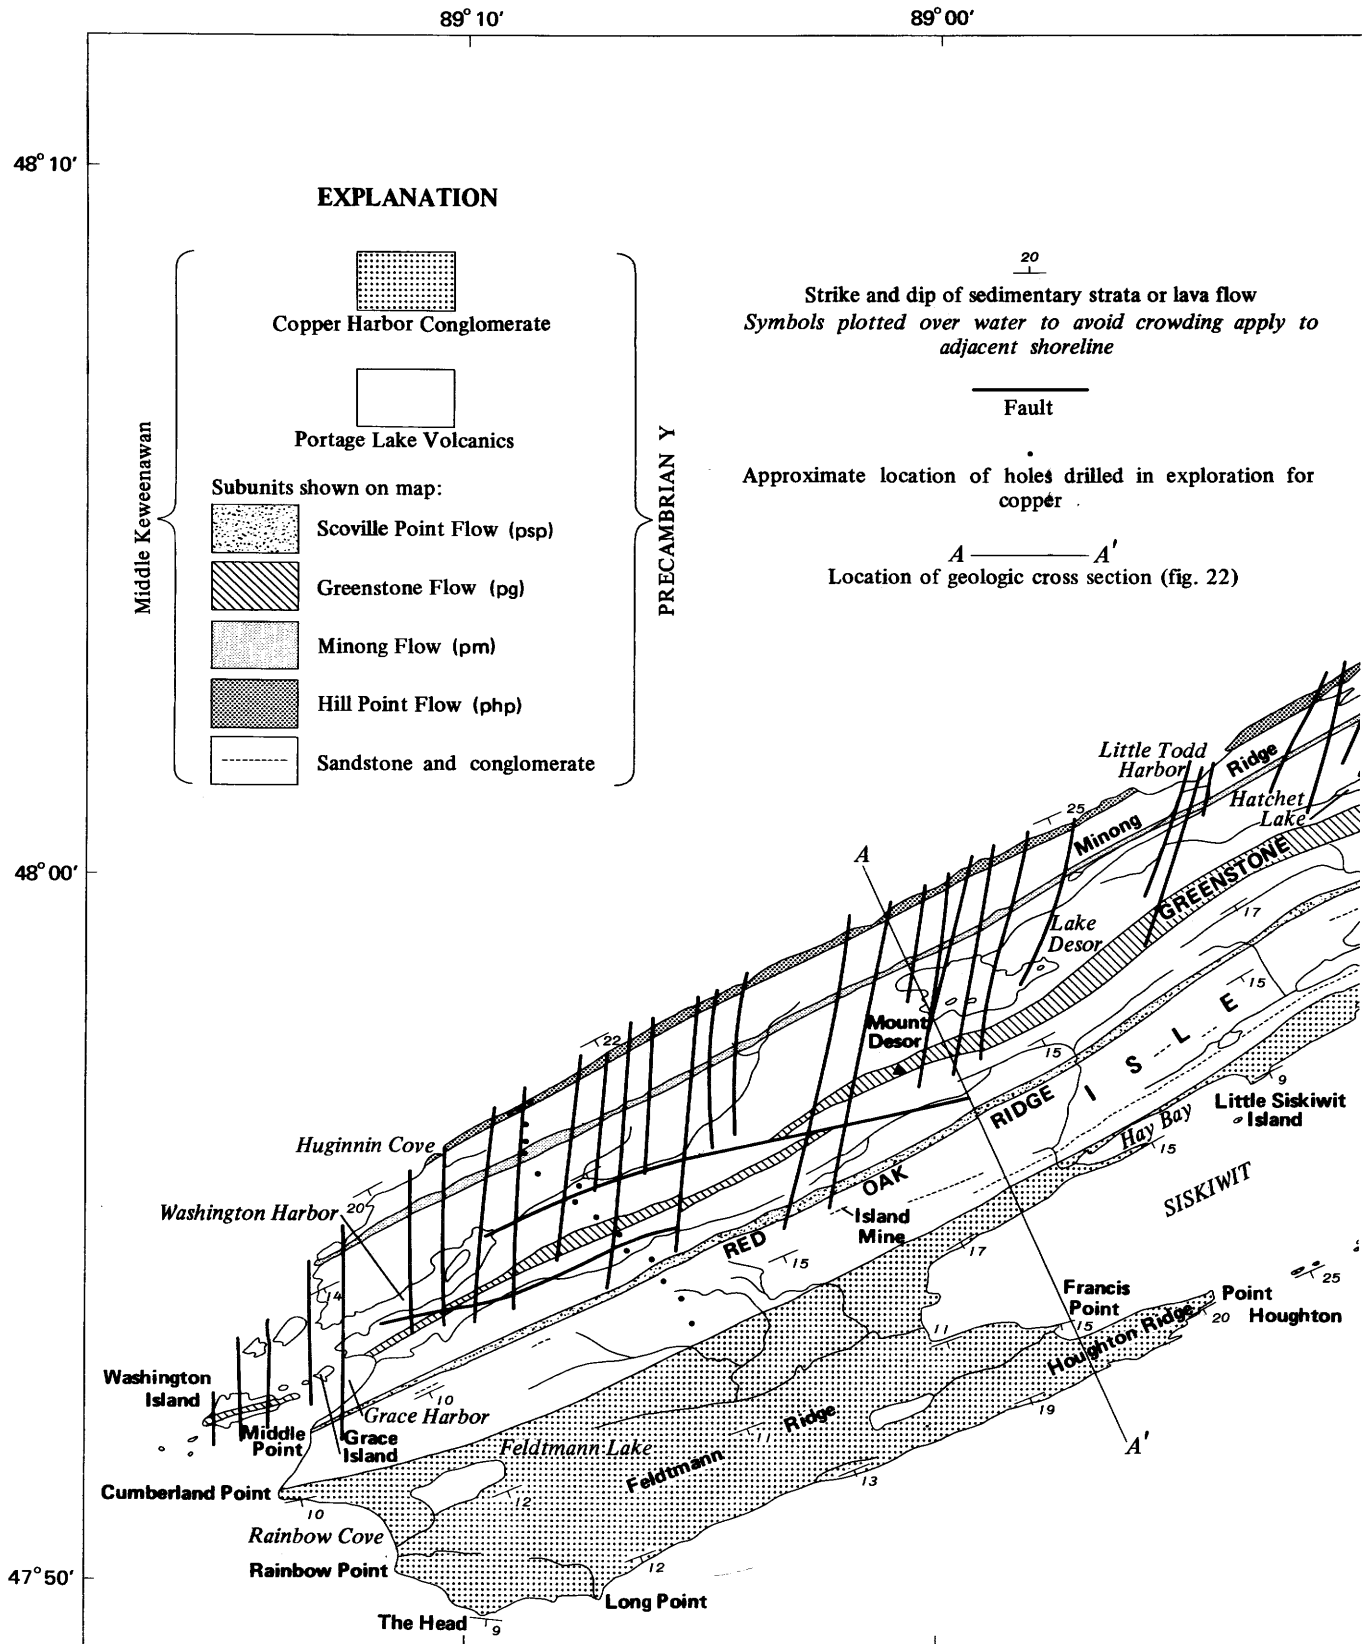 89° 10′
89° 00′
48° 10′
EXPLANATION
Copper Harbor Conglomerate
Portage Lake Volcanics
Subunits shown on map:
Scoville Point Flow (psp)
Greenstone Flow (pg)
Minong Flow (pm)
Hill Point Flow (php)
Sandstone and conglomerate
Middle Keweenawan
PRECAMBRIAN Y
20
Strike and dip of sedimentary strata or lava flow
Symbols plotted over water to avoid crowding apply to
adjacent shoreline
Fault
Approximate location of holes drilled in exploration for
copper
A A′
Location of geologic cross section (fig. 22)
Little Todd
Harbor
Ridge
Hatchet
Lake
25
Minong
48° 00′
A
GREENSTONE
17
Lake
Desor
15
Mount
Desor
22
15
ISLE
RIDGE
9
Little Siskiwit
Island
Hay Bay
15
Huginnin Cove
OAK
SISKIWIT
20
Washington Harbor
Island
Mine
RED
15
17
14
25
Francis
Point
Point
Houghton
20
15
11
Houghton Ridge
Washington
Island
10
Grace Harbor
Middle
Point
Grace
Island
19
Ridge
11
Feldtmann Lake
A′
Feldtmann
13
Cumberland Point
10
12
Rainbow Cove
Rainbow Point
12
47° 50′
Long Point
The Head
9